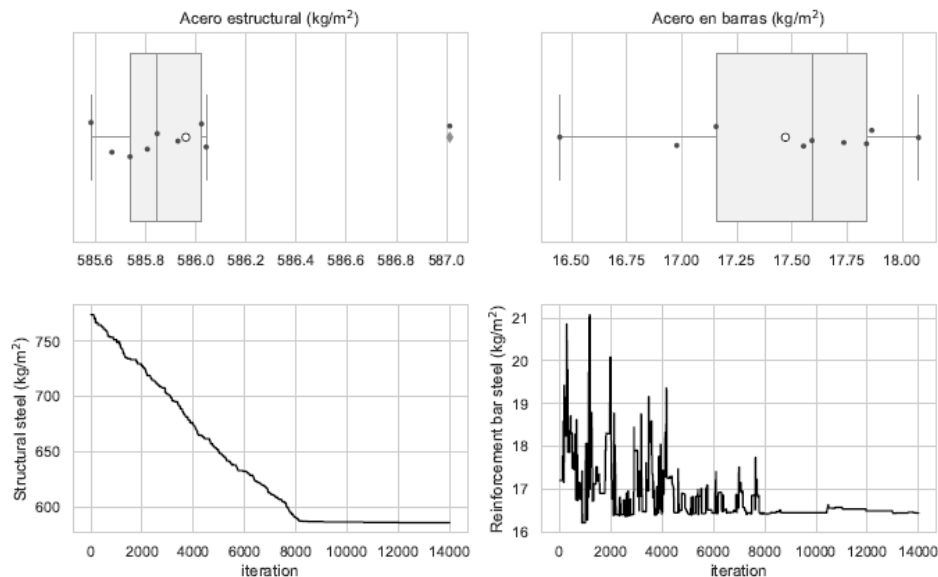 Acero estructural (kg/m²)
Acero en barras (kg/m²)
585.6 585.8 586.0 586.2 586.4 586.6 586.8 587.0
16.50 16.75 17.00 17.25 17.50 17.75 18.00
Structural steel (kg/m²)
750
700
650
600
0 2000 4000 6000 8000 10000 12000 14000
iteration
Reinforcement bar steel (kg/m²)
21
20
19
18
17
16
0 2000 4000 6000 8000 10000 12000 14000
iteration